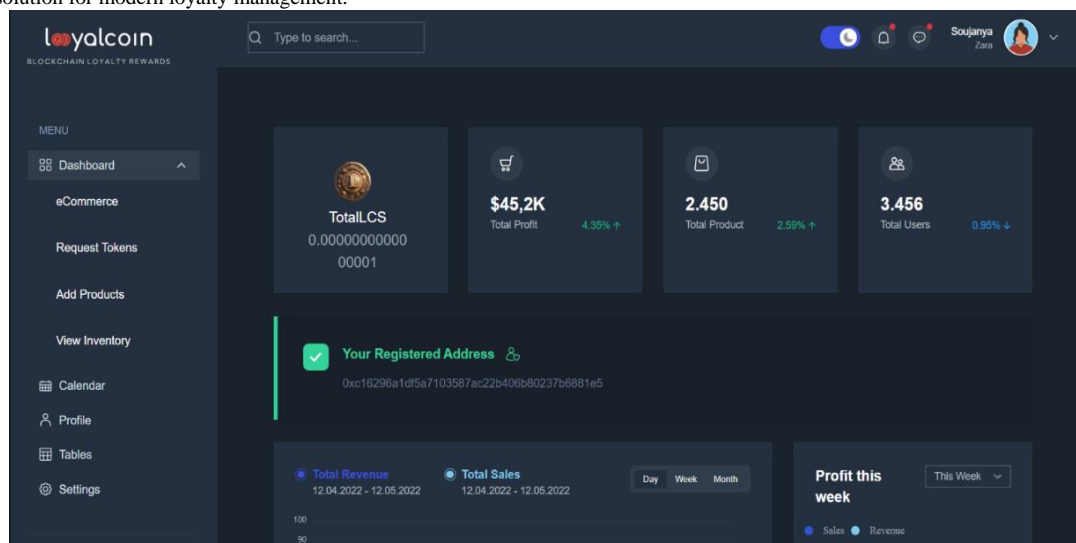 solution for modern loyalty management.
loyalcoin
BLOCKCHAIN LOYALTY REWARDS
Type to search...
Soujanya
Zara
MENU
Dashboard
eCommerce
Request Tokens
Add Products
View Inventory
Calendar
Profile
Tables
Settings
TotalLCS
0.00000000000
00001
$45,2K
Total Profit 4.35%
2.450
Total Product 2.59%
3.456
Total Users 0.95%
Your Registered Address
0xc16296a1df5a7103587ac22b406b80237b6881e5
Total Revenue
12.04.2022 - 12.05.2022
Total Sales
12.04.2022 - 12.05.2022
Day Week Month
100
90
Profit this
week
This Week
Sales Revenue